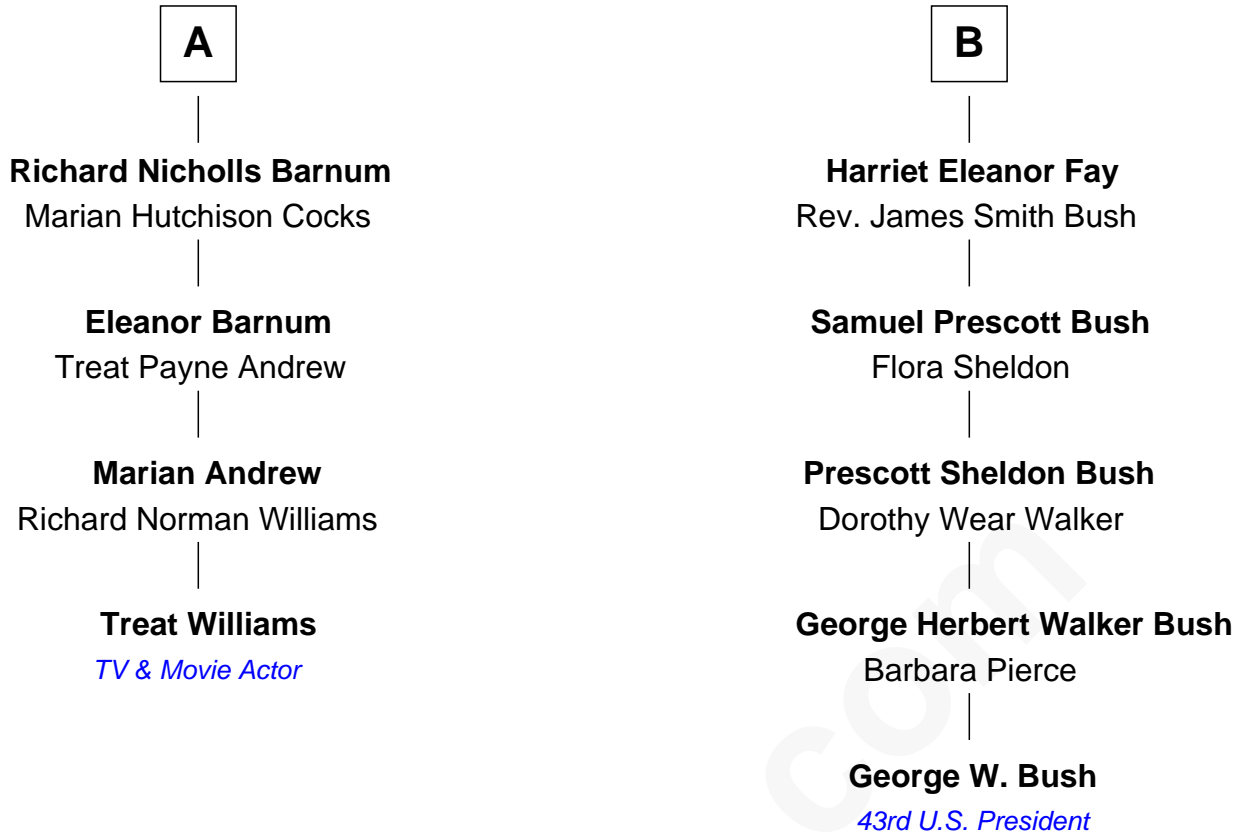 A
Richard Nicholls Barnum
Marian Hutchison Cocks
Eleanor Barnum
Treat Payne Andrew
Marian Andrew
Richard Norman Williams
Treat Williams
TV & Movie Actor
B
Harriet Eleanor Fay
Rev. James Smith Bush
Samuel Prescott Bush
Flora Sheldon
Prescott Sheldon Bush
Dorothy Wear Walker
George Herbert Walker Bush
Barbara Pierce
George W. Bush
43rd U.S. President
com